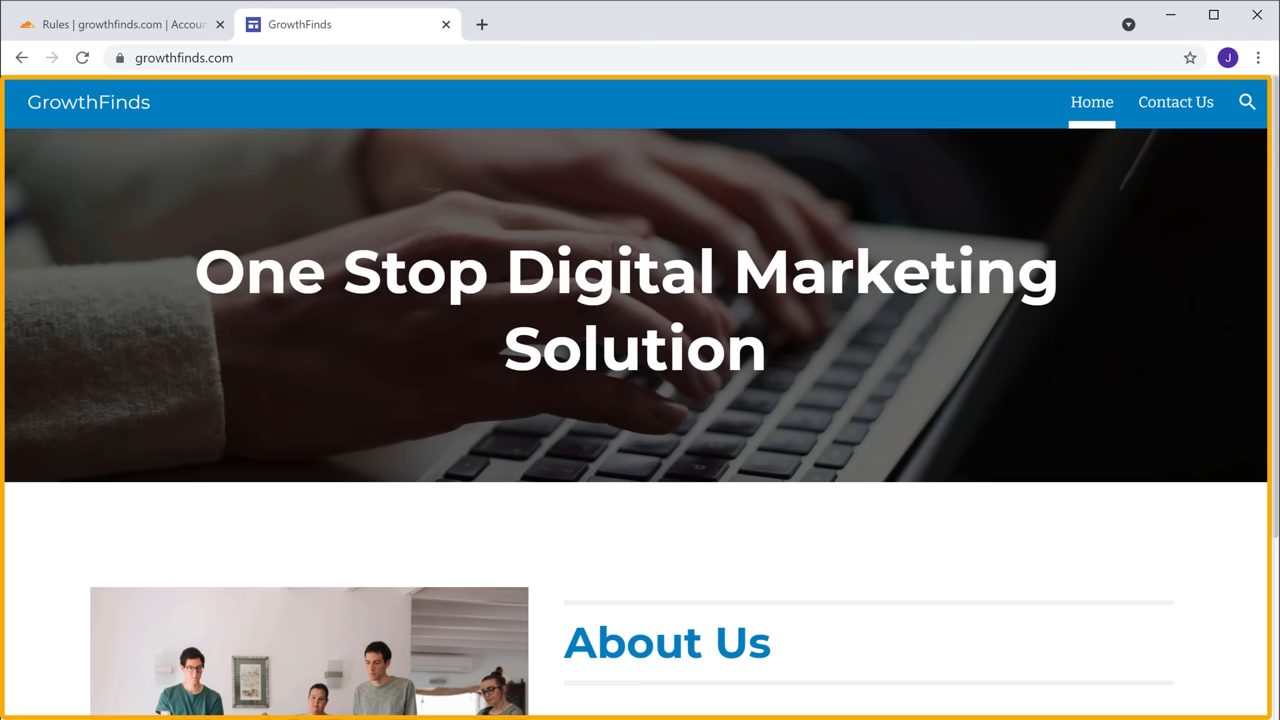 Rules | growthfinds.com | Accour
GrowthFinds
growthfinds.com
J
GrowthFinds
Home
Contact Us
One Stop Digital Marketing
Solution
About Us